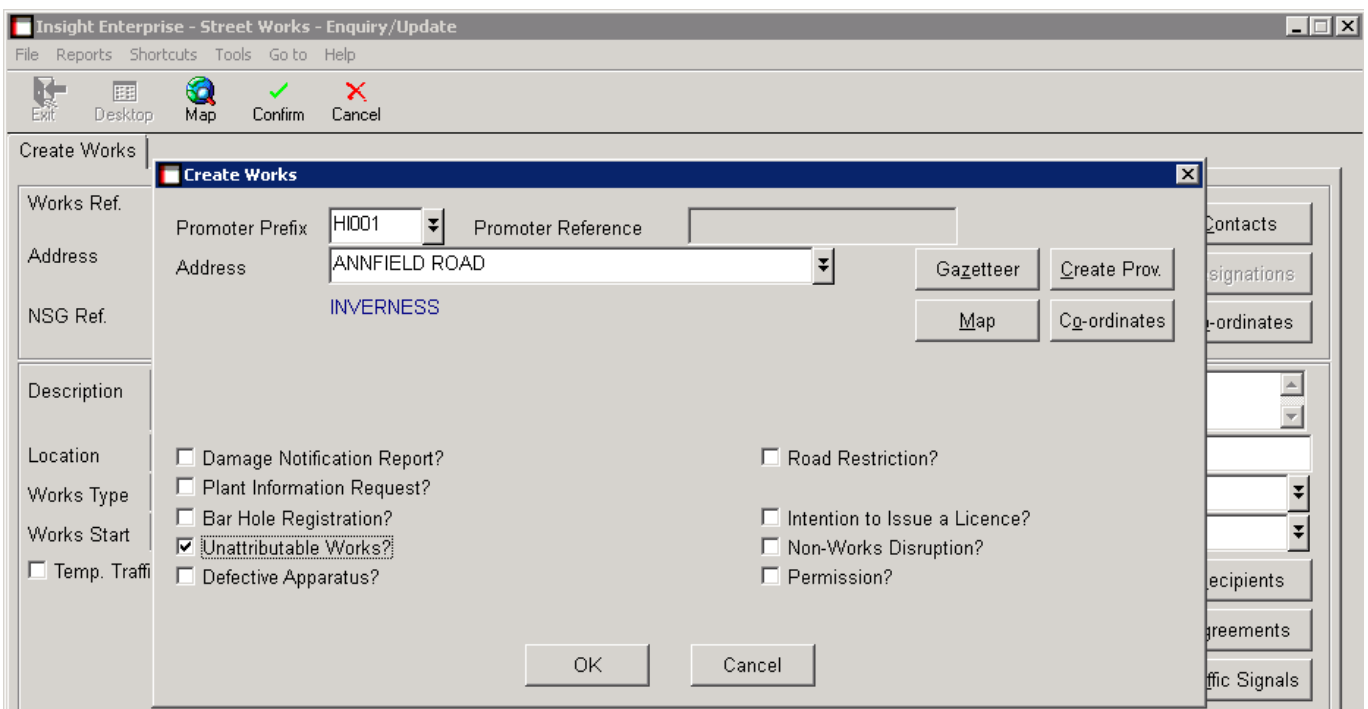 Insight Enterprise - Street Works - Enquiry/Update
File Reports Shortcuts Tools Go to Help
Exit Desktop Map Confirm Cancel
Create Works
Create Works
Works Ref.
Promoter Prefix HI001 Promoter Reference
Contacts
Address
Address ANNFIELD ROAD Gazetteer Create Prov.
signations
INVERNESS
NSG Ref.
Map Co-ordinates
-ordinates
Description
Location
Damage Notification Report? Road Restriction?
Plant Information Request?
Works Type
Bar Hole Registration? Intention to Issue a Licence?
Works Start
Unattributable Works? Non-Works Disruption?
Temp. Traffi
Defective Apparatus? Permission?
ecipients
greements
OK Cancel
ffic Signals